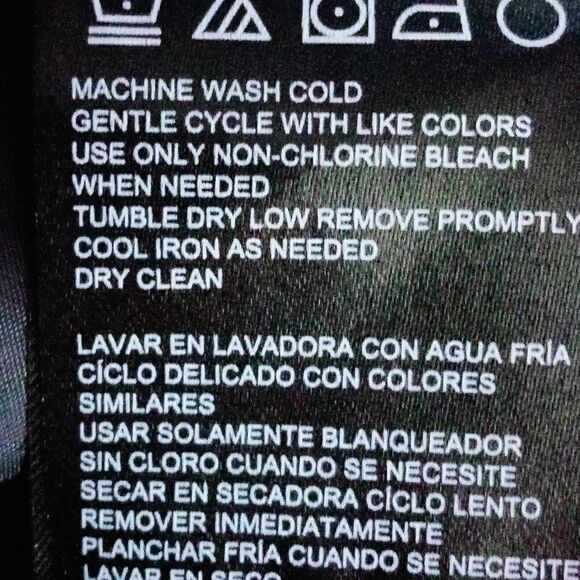 MACHINE WASH COLD
GENTLE CYCLE WITH LIKE COLORS
USE ONLY NON-CHLORINE BLEACH
WHEN NEEDED
TUMBLE DRY LOW REMOVE PROMPTLY
COOL IRON AS NEEDED
DRY CLEAN
LAVAR EN LAVADORA CON AGUA FRÍA
CÍCLO DELICADO CON COLORES
SIMILARES
USAR SOLAMENTE BLANQUEADOR
SIN CLORO CUANDO SE NECESITE
SECAR EN SECADORA CÍCLO LENTO
REMOVER INMEDIATAMENTE
PLANCHAR FRÍA CUANDO SE NECESITE
LAVAR EN SECO